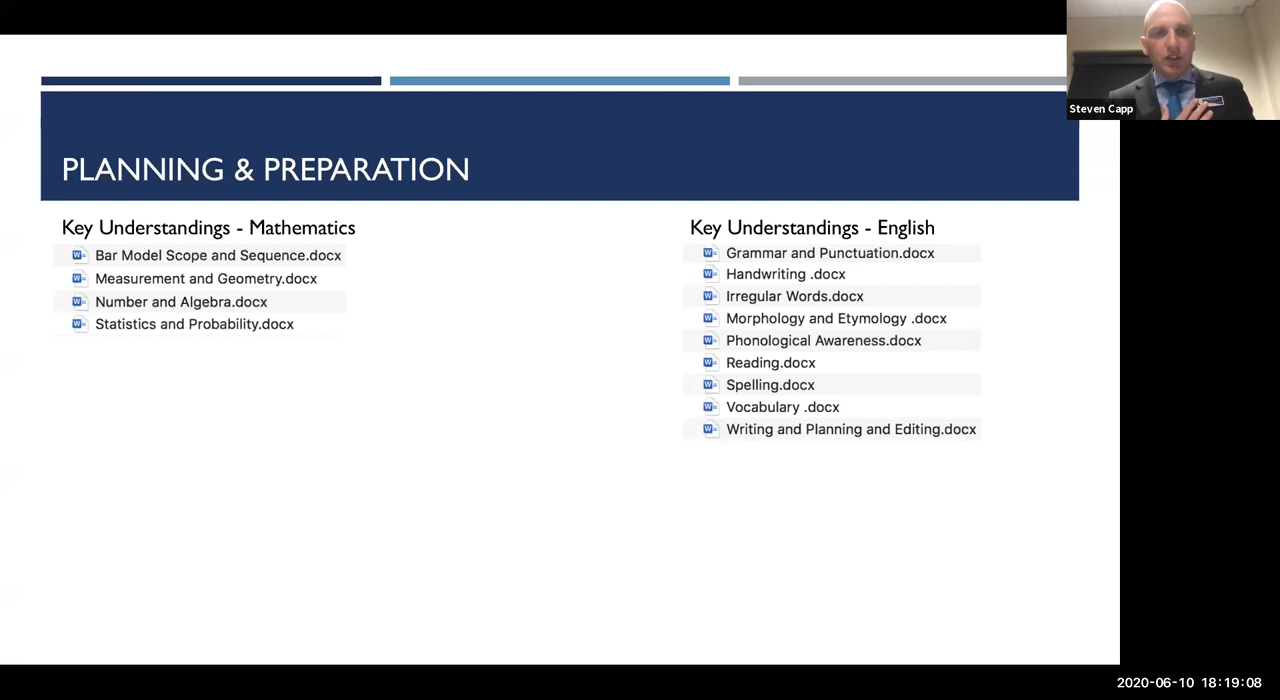 Steven Capp
PLANNING & PREPARATION
Key Understandings - Mathematics
Bar Model Scope and Sequence.docx
Measurement and Geometry.docx
Number and Algebra.docx
Statistics and Probability.docx
Key Understandings - English
Grammar and Punctuation.docx
Handwriting .docx
Irregular Words.docx
Morphology and Etymology .docx
Phonological Awareness.docx
Reading.docx
Spelling.docx
Vocabulary .docx
Writing and Planning and Editing.docx
2020-06-10 18:19:08